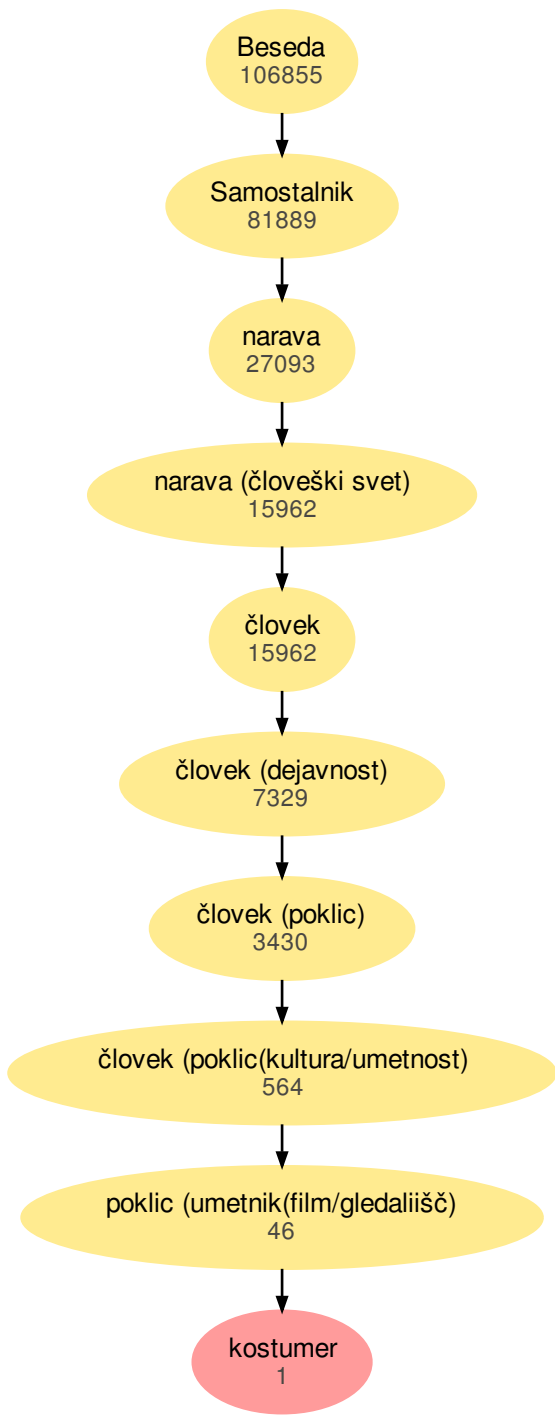 Beseda
106855
Samostalnik
81889
narava
27093
narava (človeški svet)
15962
človek
15962
človek (dejavnost)
7329
človek (poklic)
3430
človek (poklic(kultura/umetnost)
564
poklic (umetnik(film/gledaliišč)
46
kostumer
1